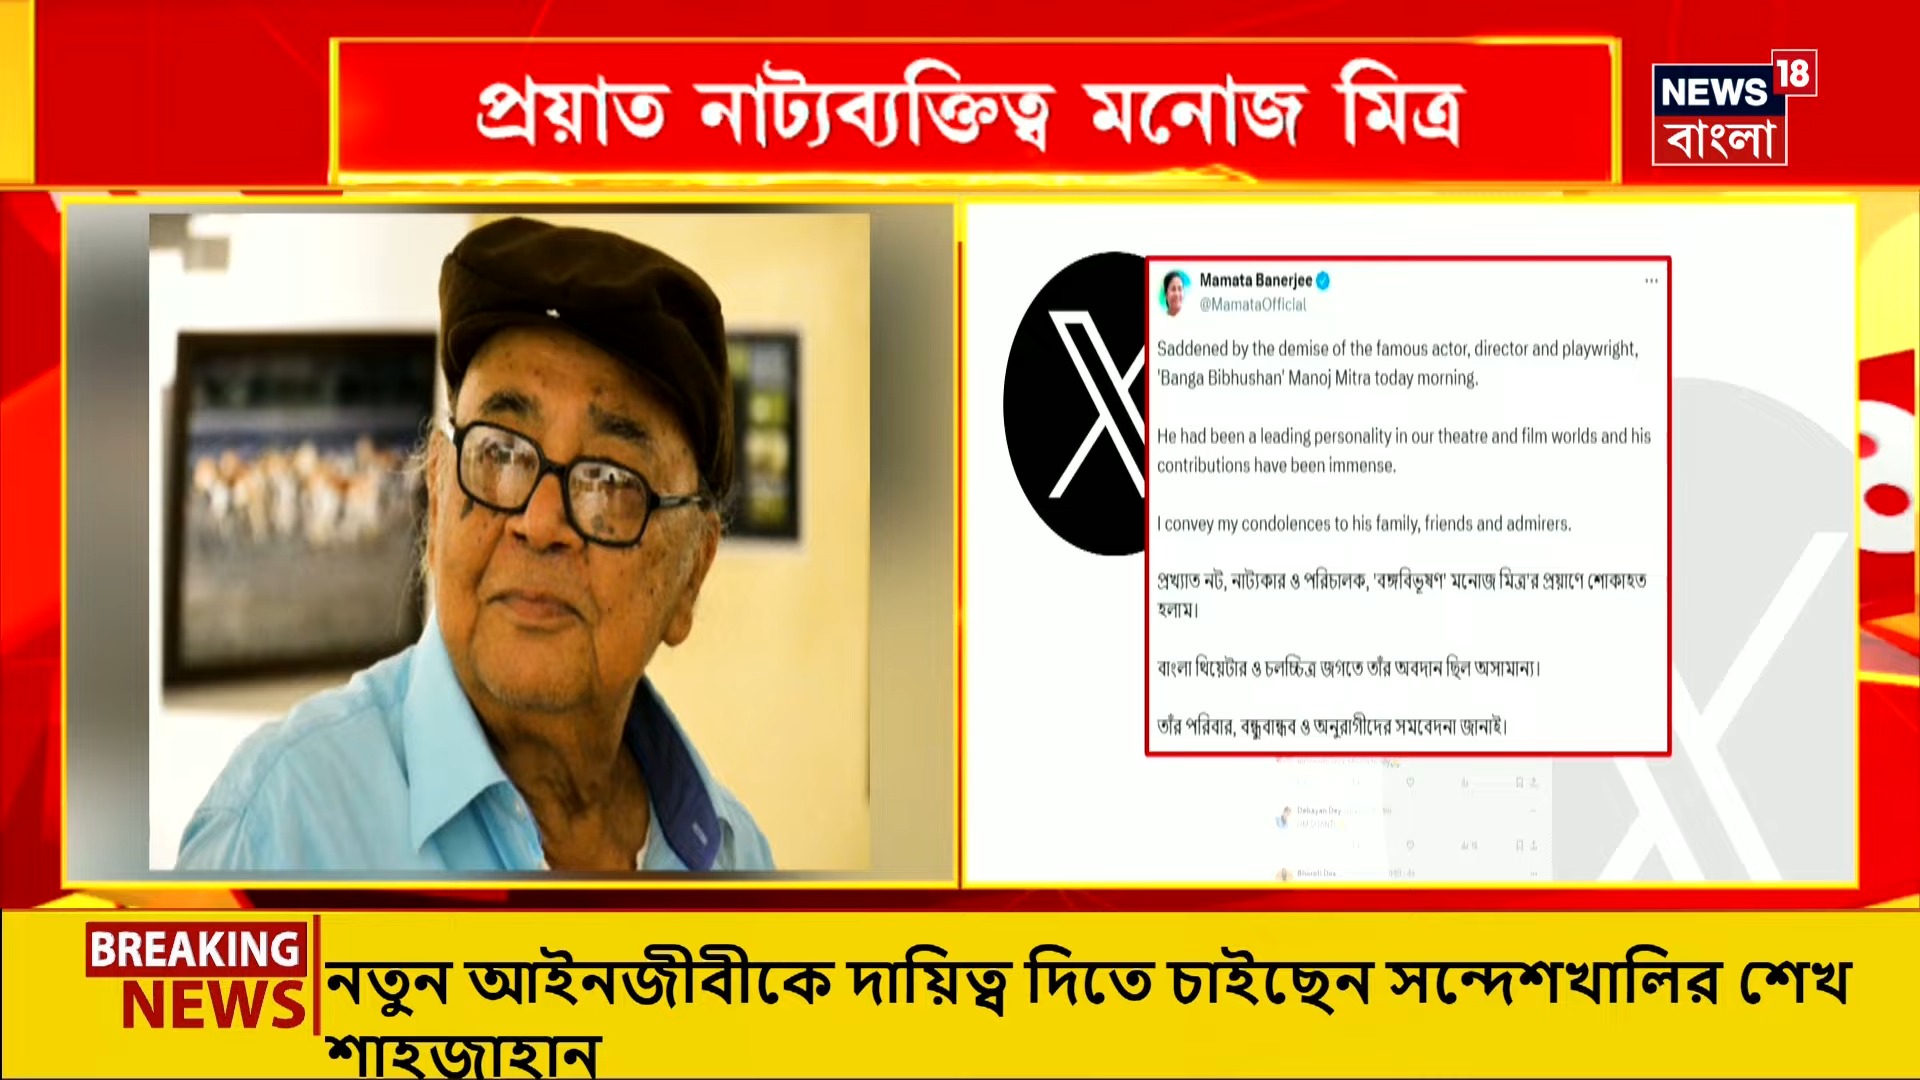 প্রয়াত নাট্যব্যক্তিত্ব মনোজ মিত্র
NEWS 18
বাংলা
Mamata Banerjee
@MamataOfficial
Saddened by the demise of the famous actor, director and playwright,
'Banga Bibhushan' Manoj Mitra today morning.
He had been a leading personality in our theatre and film worlds and his
contributions have been immense.
I convey my condolences to his family, friends and admirers.
প্রখ্যাত নট, নাট্যকার ও পরিচালক, 'বঙ্গবিভূষণ' মনোজ মিত্র'র প্রয়াণে শোকাহত
হলাম।
বাংলা থিয়েটার ও চলচ্চিত্র জগতে তাঁর অবদান ছিল অসামান্য।
তাঁর পরিবার, বন্ধুবান্ধব ও অনুরাগীদের সমবেদনা জানাই।
Debayan Dey
BREAKING
NEWS
নতুন আইনজীবীকে দায়িত্ব দিতে চাইছেন সন্দেশখালির শেখ
শাহজাহান